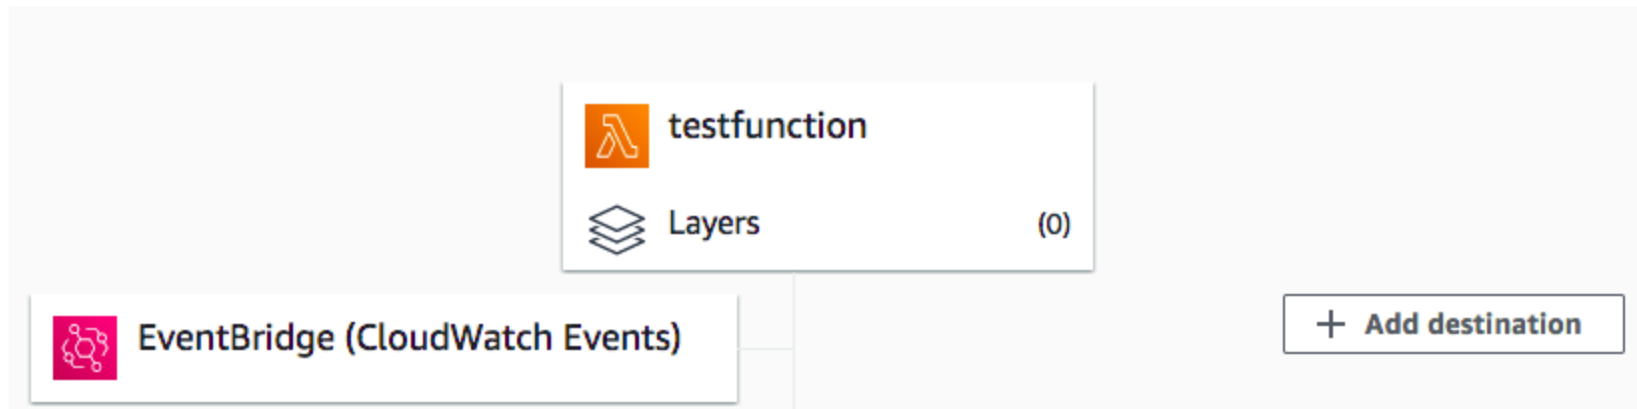 testfunction
Layers (0)
EventBridge (CloudWatch Events)
+ Add destination